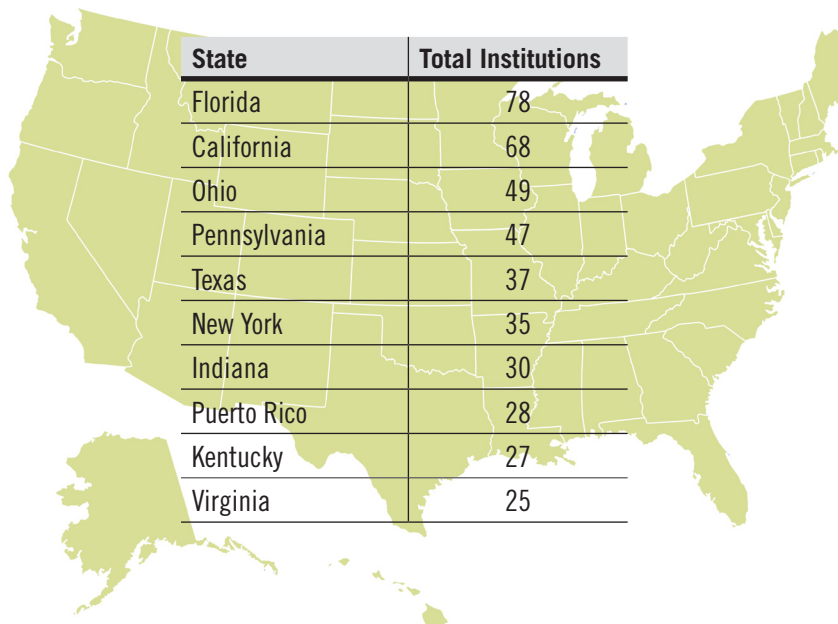 State Total Institutions
Florida 78
California 68
Ohio 49
Pennsylvania 47
Texas 37
New York 35
Indiana 30
Puerto Rico 28
Kentucky 27
Virginia 25